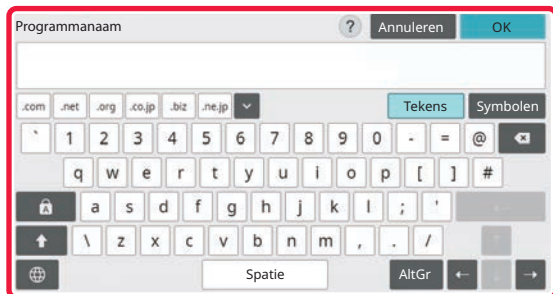 Programmanaam ? Annuleren OK
.com .net .org .co.jp .biz .ne.jp Tekens Symbolen
` 1 2 3 4 5 6 7 8 9 0 - = @
q w e r t y u i o p [ ] #
A a s d f g h j k l ; '
\ z x c v b n m , . /
Spatie AltGr ← ↓ →